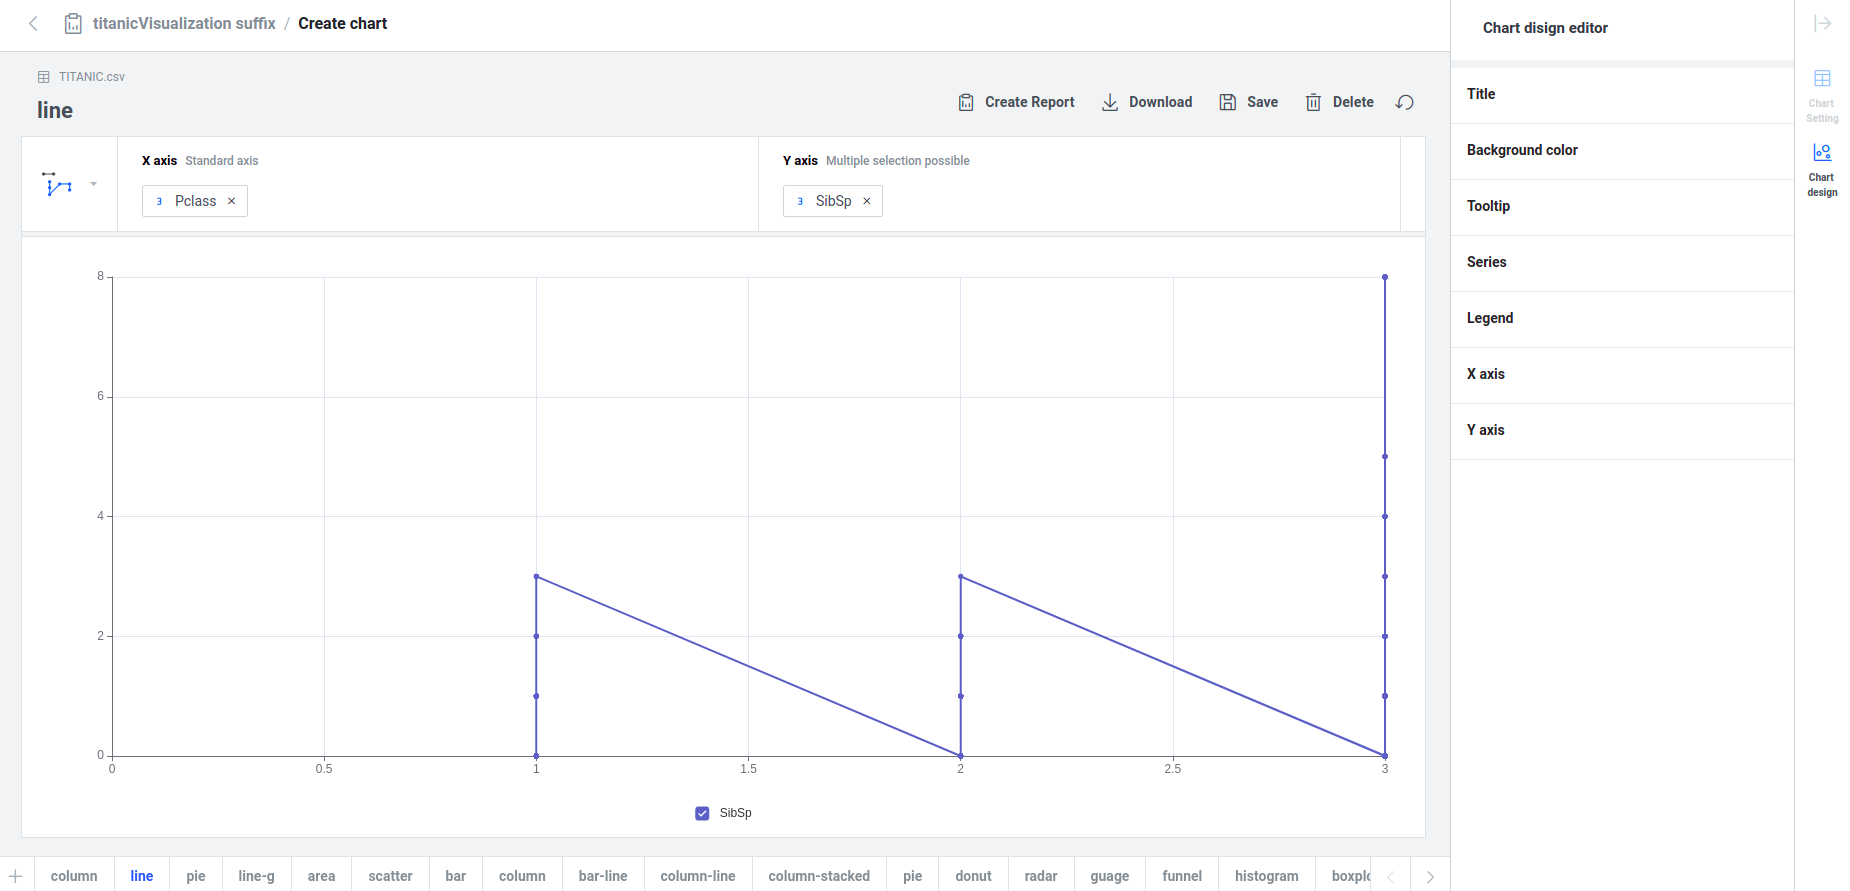 titanicVisualization suffix / Create chart
Chart disign editor
TITANIC.csv
line
Create Report
Download
Save
Delete
X axis Standard axis
Y axis Multiple selection possible
3 Pclass ×
3 SibSp ×
8
6
4
2
0
0 0.5 1 1.5 2 2.5 3
SibSp
column line pie line-g area scatter bar column bar-line column-line column-stacked pie donut radar guage funnel histogram boxplo
Title
Background color
Tooltip
Series
Legend
X axis
Y axis
Chart
Setting
Chart
design